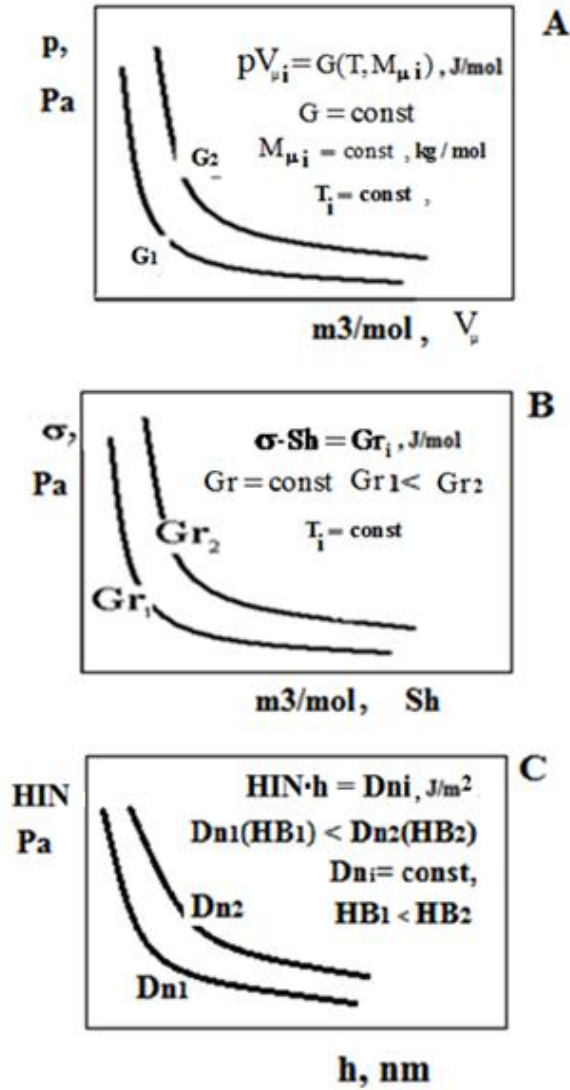 A
p,
Pa
pVμi = G(T, Mμi) , J/mol
G = const
Mμi = const , kg / mol
Ti = const ,
G2
G1
m3/mol , Vμ
B
σ,
Pa
σ·Sh = Gri , J/mol
Gr = const Gr1 < Gr2
Ti = const
Gr2
Gr1
m3/mol , Sh
C
HIN
Pa
HIN·h = Dni, J/m²
Dn1(HB1) < Dn2(HB2)
Dni= const,
HB1 < HB2
Dn2
Dn1
h, nm